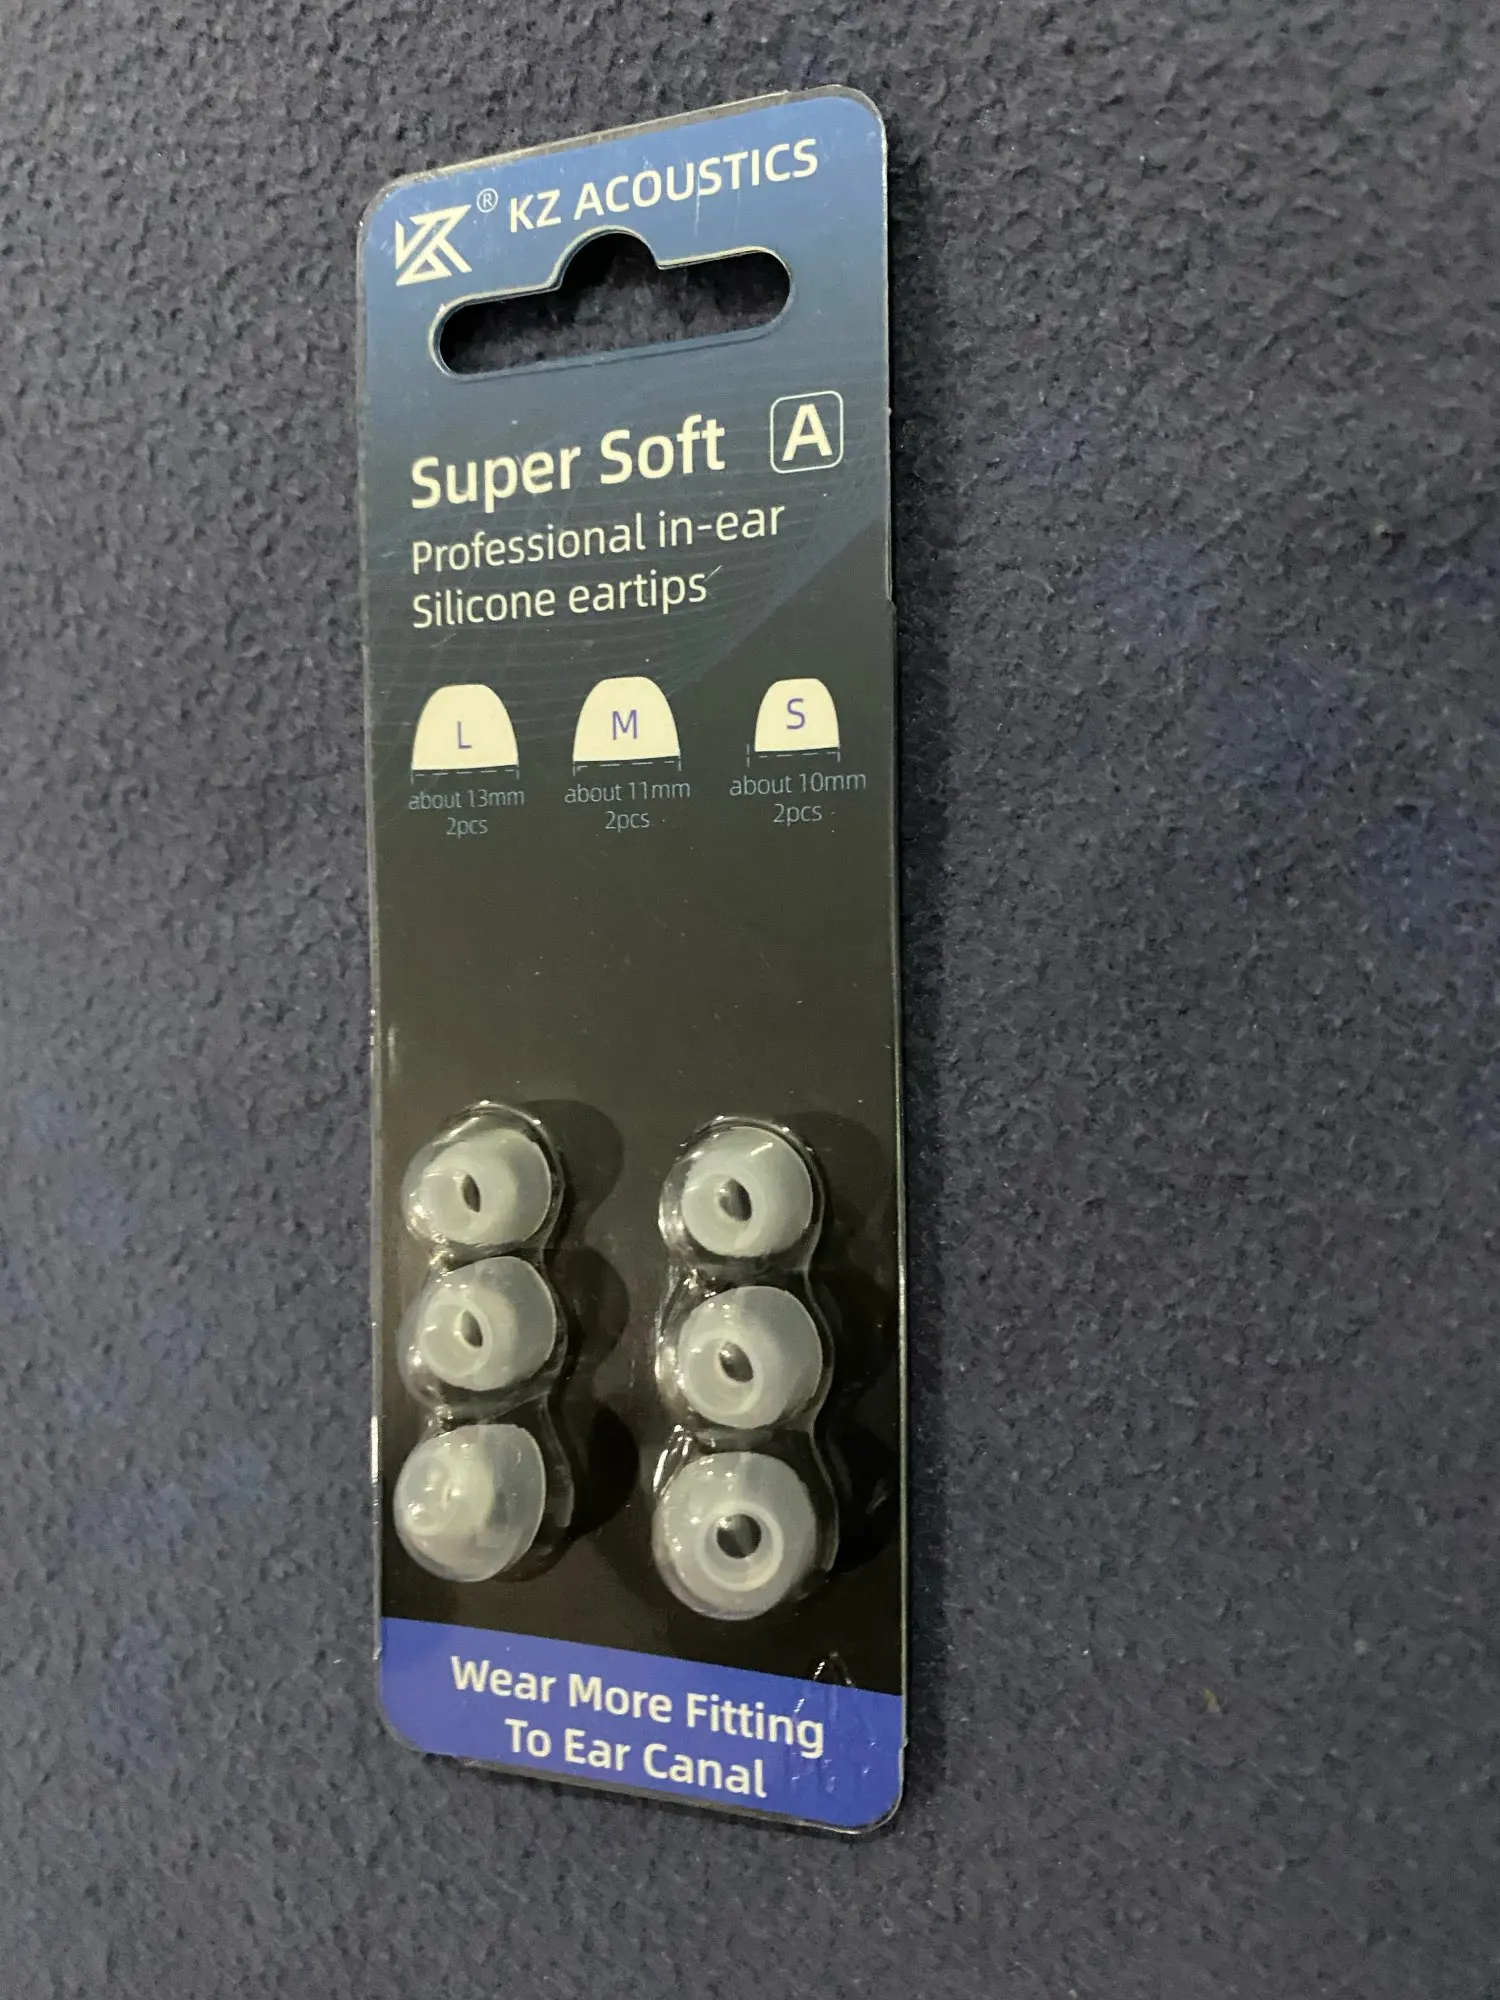 ® KZ ACOUSTICS
Super Soft A
Professional in-ear
Silicone eartips
L M S
about 13mm about 11mm about 10mm
2pcs 2pcs 2pcs
Wear More Fitting
To Ear Canal